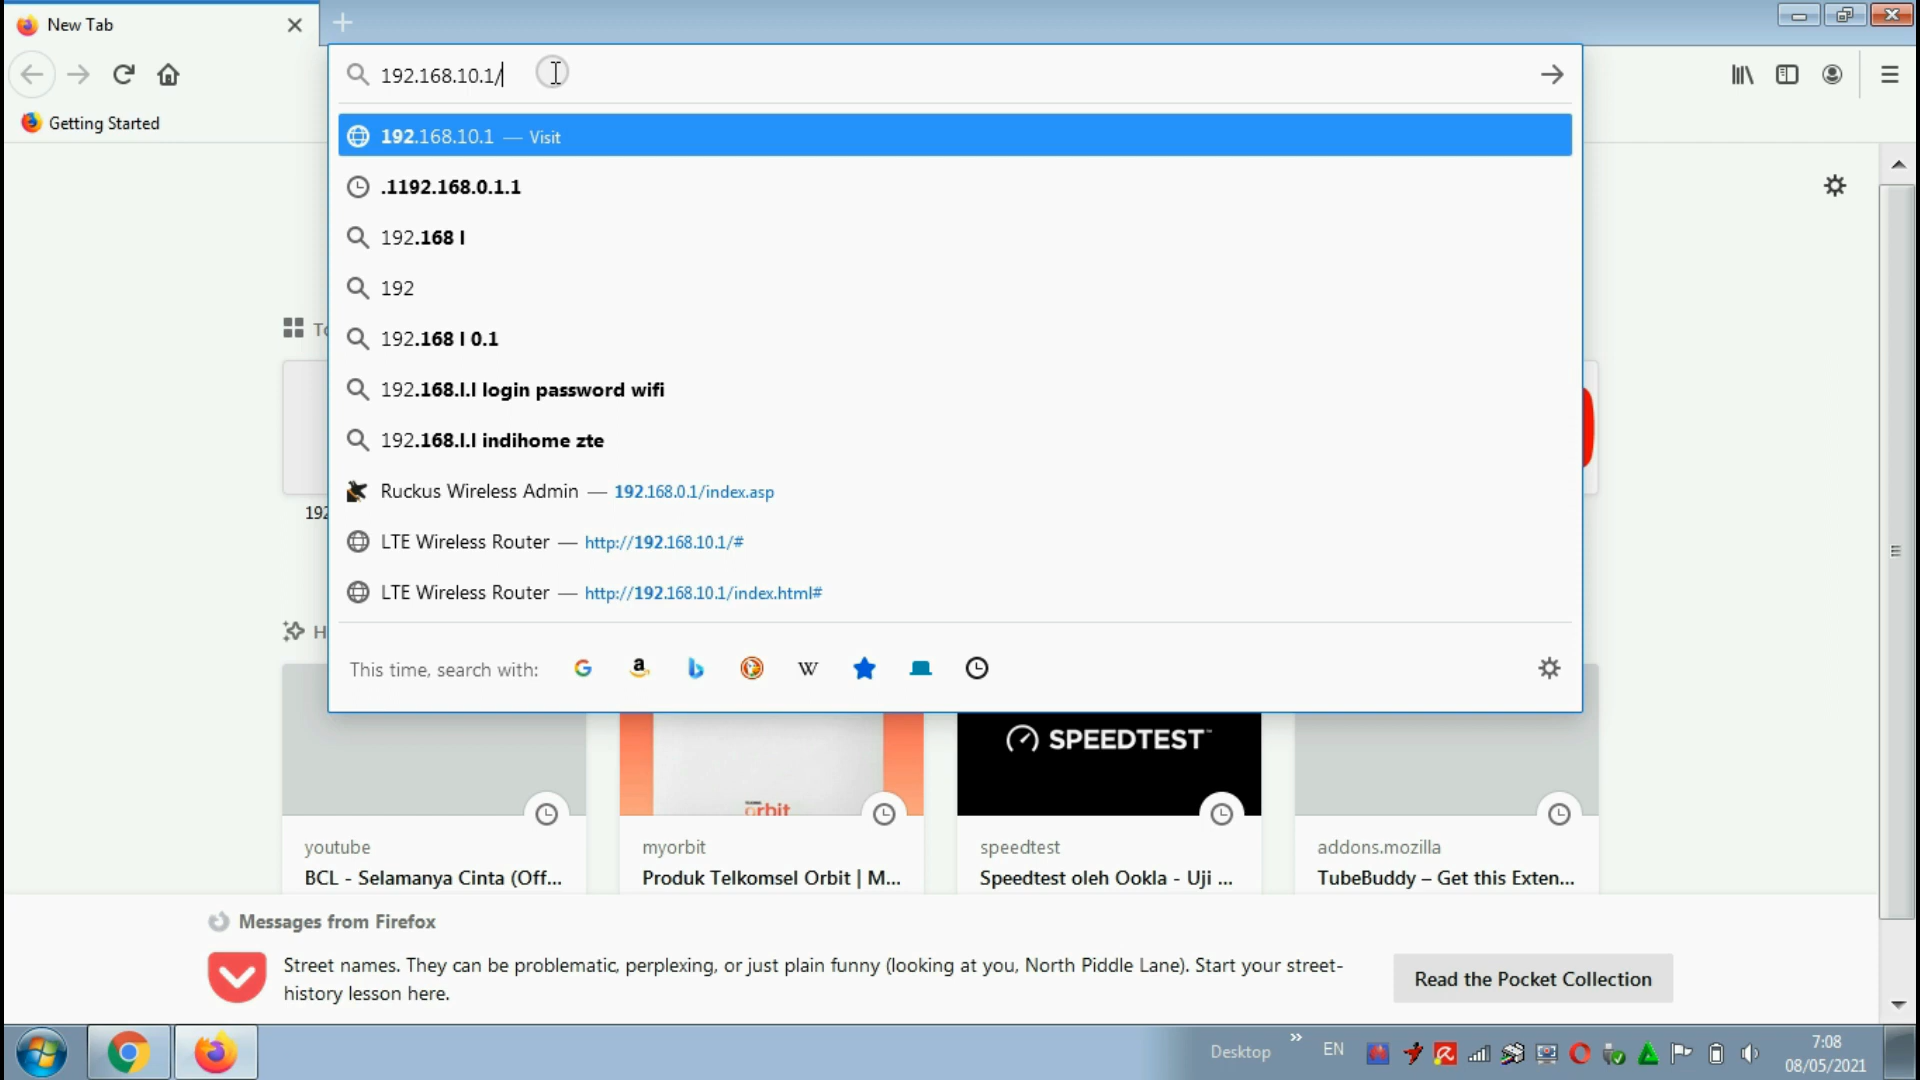 New Tab
192.168.10.1/
Getting Started
192.168.10.1 — Visit
.1192.168.0.1.1
192.168 l
192
192.168 l 0.1
192.168.l.l login password wifi
192.168.l.l indihome zte
Ruckus Wireless Admin — 192.168.0.1/index.asp
LTE Wireless Router — http://192.168.10.1/#
LTE Wireless Router — http://192.168.10.1/index.html#
This time, search with:
SPEEDTEST
orbit
youtube
BCL - Selamanya Cinta (Off...
myorbit
Produk Telkomsel Orbit | M...
speedtest
Speedtest oleh Ookla - Uji ...
addons.mozilla
TubeBuddy – Get this Exten...
Messages from Firefox
Street names. They can be problematic, perplexing, or just plain funny (looking at you, North Piddle Lane). Start your street-
history lesson here.
Read the Pocket Collection
Desktop
EN
7:08
08/05/2021